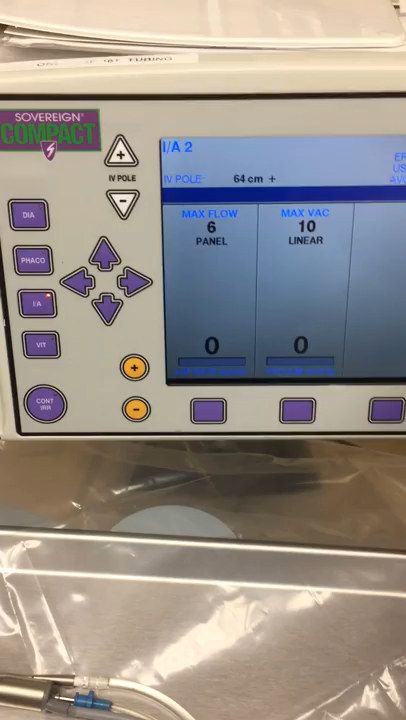 TUBING
SOVEREIGN®
COMPACT
IV POLE
DIA
PHACO
I/A
VIT
CONT
IRR
I/A 2
IV POLE: 64 cm +
MAX FLOW
6
PANEL
0
MAX VAC
10
LINEAR
0